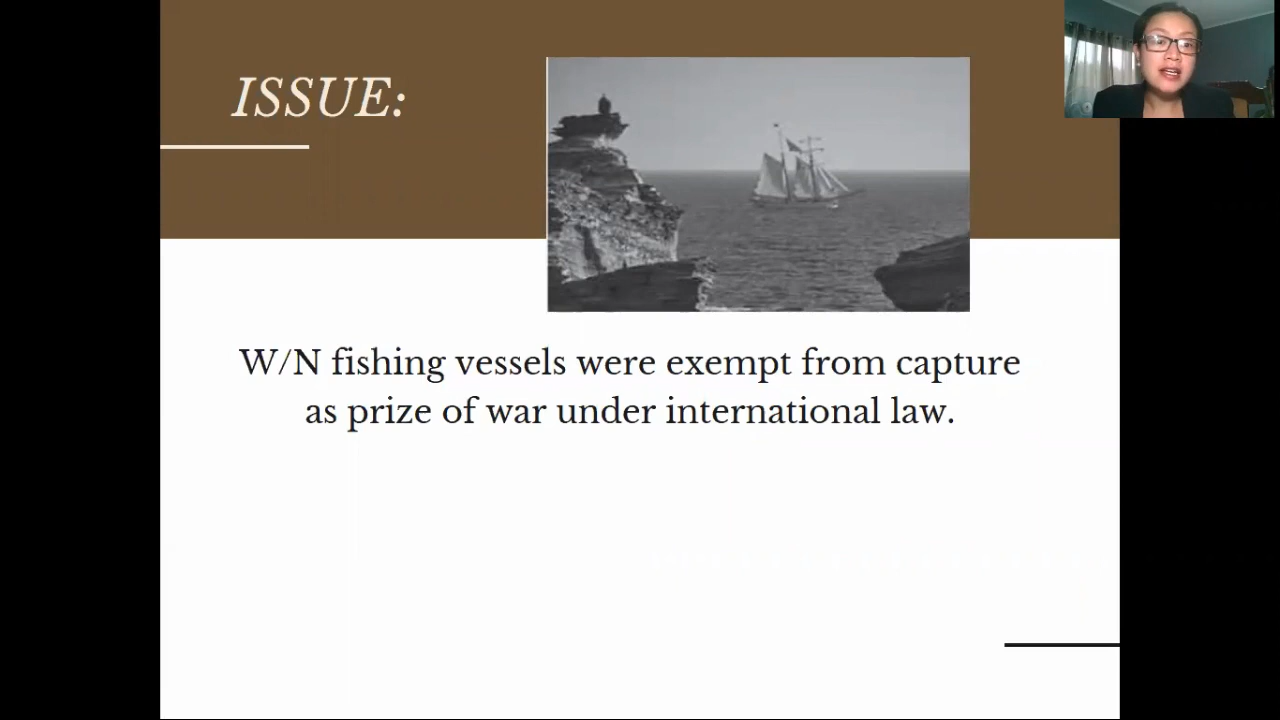 ISSUE:
W/N fishing vessels were exempt from capture
as prize of war under international law.